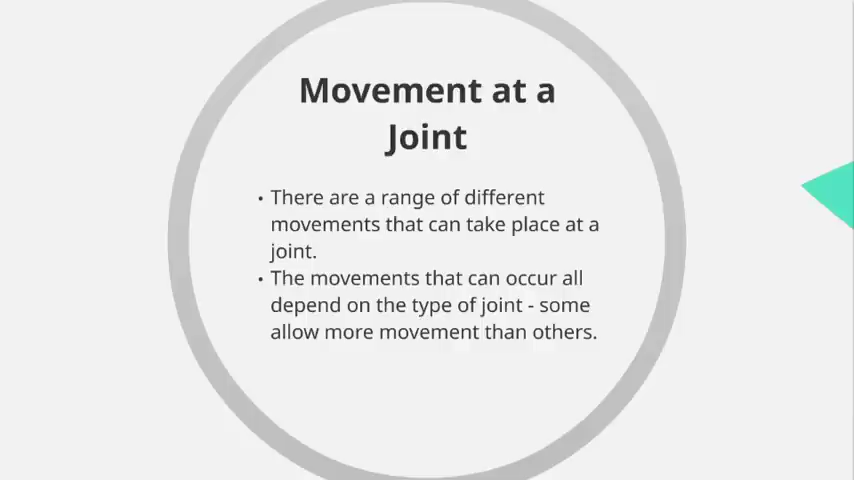 Movement at a
Joint
• There are a range of different
movements that can take place at a
joint.
• The movements that can occur all
depend on the type of joint - some
allow more movement than others.